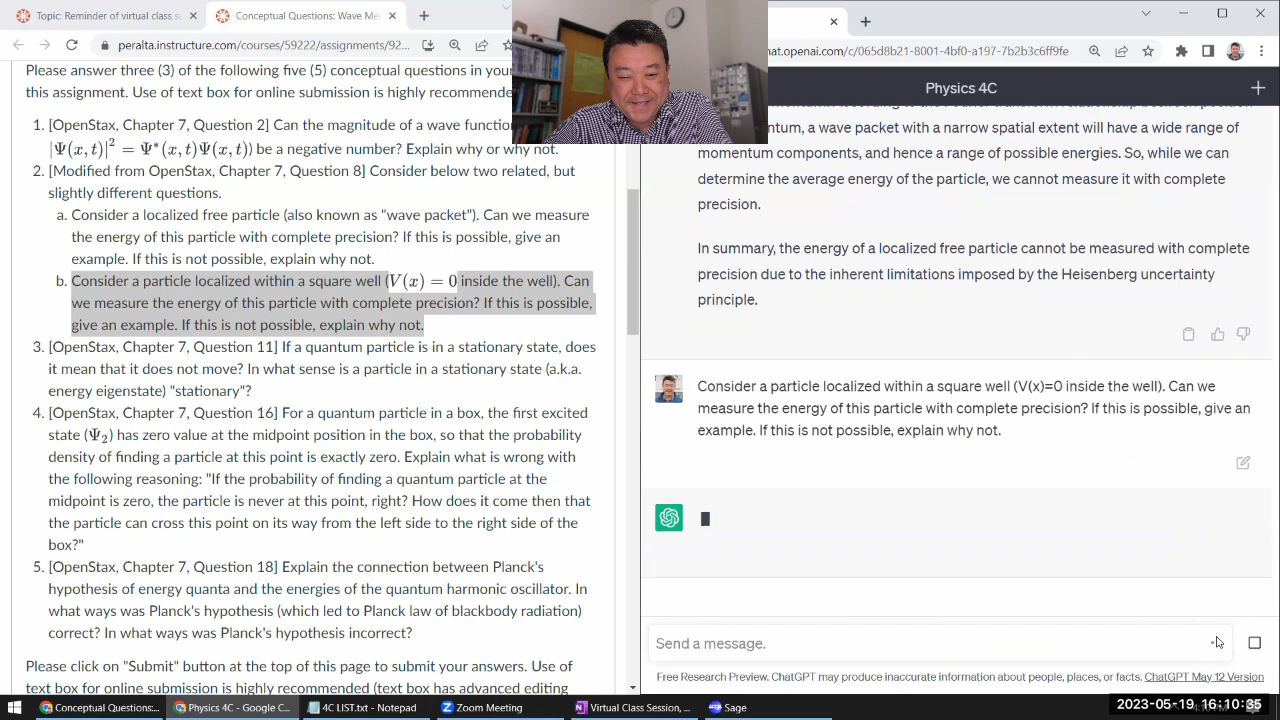 Topic: Reminder of virtual class s
Conceptual Questions: Wave Me
peralta.instructure.com/courses/59222/assignments/92...
Please answer three (3) of the following five (5) conceptual questions in your
this assignment. Use of text box for online submission is highly recommended
1. [OpenStax, Chapter 7, Question 2] Can the magnitude of a wave function
|Ψ(x,t)|² = Ψ*(x,t)Ψ(x,t)) be a negative number? Explain why or why not.
2. [Modified from OpenStax, Chapter 7, Question 8] Consider below two related, but
slightly different questions.
a. Consider a localized free particle (also known as "wave packet"). Can we measure
the energy of this particle with complete precision? If this is possible, give an
example. If this is not possible, explain why not.
b. Consider a particle localized within a square well (V(x) = 0 inside the well). Can
we measure the energy of this particle with complete precision? If this is possible,
give an example. If this is not possible, explain why not.
3. [OpenStax, Chapter 7, Question 11] If a quantum particle is in a stationary state, does
it mean that it does not move? In what sense is a particle in a stationary state (a.k.a.
energy eigenstate) "stationary"?
4. [OpenStax, Chapter 7, Question 16] For a quantum particle in a box, the first excited
state (Ψ₂) has zero value at the midpoint position in the box, so that the probability
density of finding a particle at this point is exactly zero. Explain what is wrong with
the following reasoning: "If the probability of finding a quantum particle at the
midpoint is zero, the particle is never at this point, right? How does it come then that
the particle can cross this point on its way from the left side to the right side of the
box?"
5. [OpenStax, Chapter 7, Question 18] Explain the connection between Planck's
hypothesis of energy quanta and the energies of the quantum harmonic oscillator. In
what ways was Planck's hypothesis (which led to Planck law of blackbody radiation)
correct? In what ways was Planck's hypothesis incorrect?
Please click on "Submit" button at the top of this page to submit your answers. Use of
text box for online submission is highly recommended (text box has advanced editing
hat.openai.com/c/065d8b21-8001-4bf0-a197-7b2b3c6ff9fe
Physics 4C
a wave packet with a narrow spatial extent will have a wide range of
momentum components, and hence a range of possible energies. So, while we can
determine the average energy of the particle, we cannot measure it with complete
precision.
In summary, the energy of a localized free particle cannot be measured with complete
precision due to the inherent limitations imposed by the Heisenberg uncertainty
principle.
Consider a particle localized within a square well (V(x)=0 inside the well). Can we
measure the energy of this particle with complete precision? If this is possible, give an
example. If this is not possible, explain why not.
Send a message.
Free Research Preview. ChatGPT may produce inaccurate information about people, places, or facts. ChatGPT May 12 Version
Conceptual Questions:...
Physics 4C - Google C...
4C LIST.txt - Notepad
Zoom Meeting
Virtual Class Session, ...
Sage
2023-05-19 16:10:35